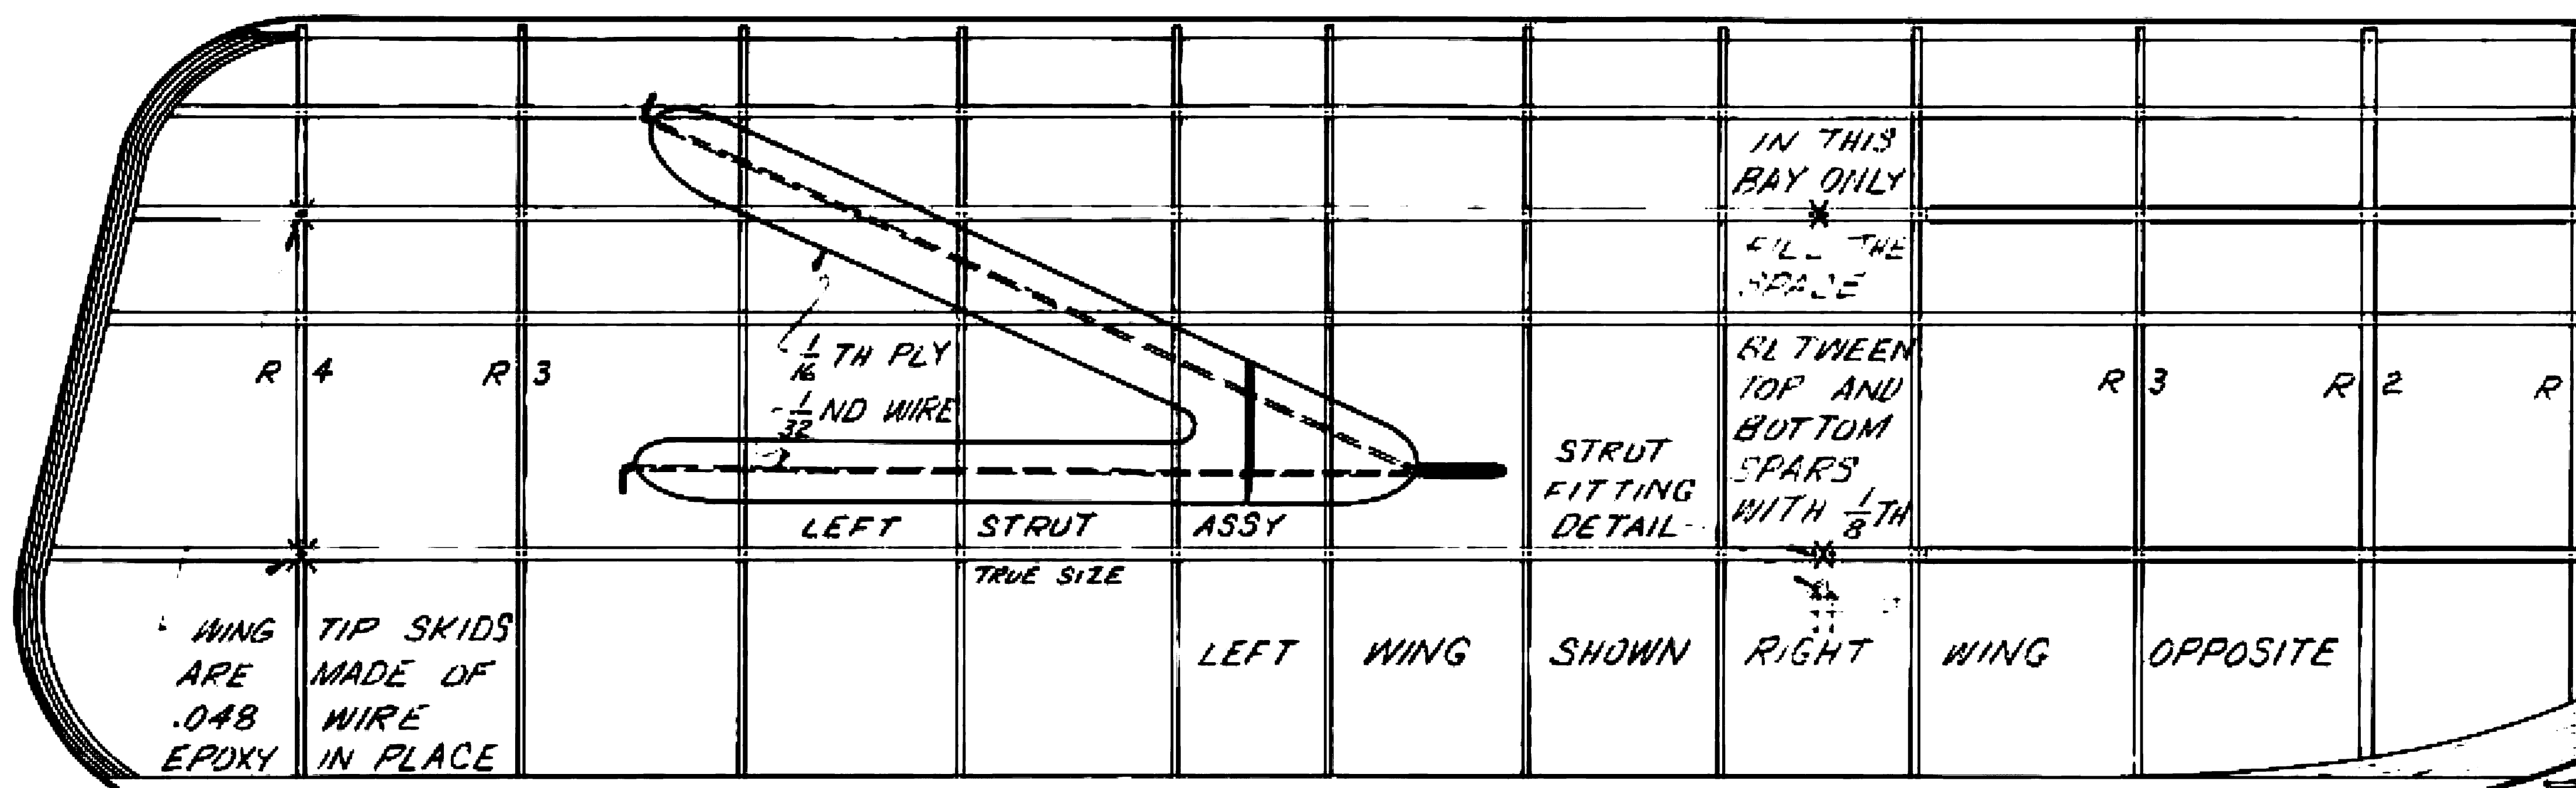 IN THIS
BAY ONLY
FILL THE
SPACE
BETWEEN
TOP AND
BOTTOM
SPARS
WITH 1/8 TH
R 4
R 3
1/16 TH PLY
1/32 ND WIRE
R 3
R 2
R
STRUT
FITTING
DETAIL
LEFT STRUT ASSY
TRUE SIZE
WING TIP SKIDS
ARE MADE OF
.048 WIRE
EPOXY IN PLACE
LEFT WING SHOWN RIGHT WING OPPOSITE